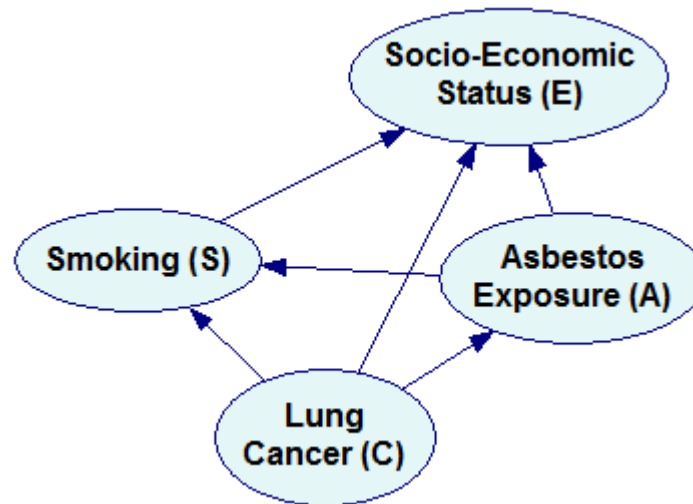 Socio-Economic
Status (E)
Smoking (S)
Asbestos
Exposure (A)
Lung
Cancer (C)